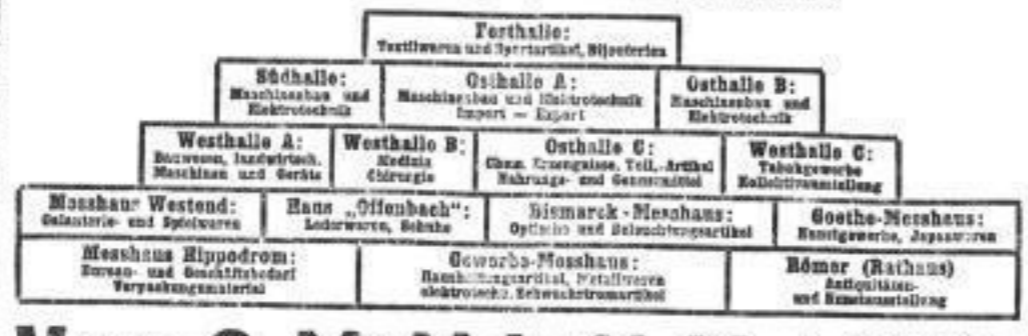 Festhalle:
Textilwaren und Sportartikel, Bijouterien
Südhalle:
Maschinenbau und
Elektrotechnik
Osthalle A:
Maschinenbau und Elektrotechnik
Import — Export
Osthalle B:
Maschinenbau und
Elektrotechnik
Westhalle A:
Bauwesen, landwirtsch.
Maschinen und Geräte
Westhalle B:
Medizin
Chirurgie
Osthalle C:
Chem. Erzeugnisse, Toil.-Artikel
Nahrungs- und Genussmittel
Westhalle C:
Tabakgewerbe
Kollektivausstellung
Messhaus Westend:
Galanterie- und Spielwaren
Haus „Offenbach":
Lederwaren, Schuhe
Bismarck-Messhaus:
Optische und Beleuchtungsartikel
Goethe-Messhaus:
Kunstgewerbe, Japanwaren
Messhaus Hippodrom:
Bureau- und Geschäftsbedarf
Verpackungsmaterial
Gewerbe-Messhaus:
Haushaltungsartikel, Metallwaren
elektrotechn. Schwachstromartikel
Römer (Rathaus)
Antiquitäten-
und Kunstausstellung